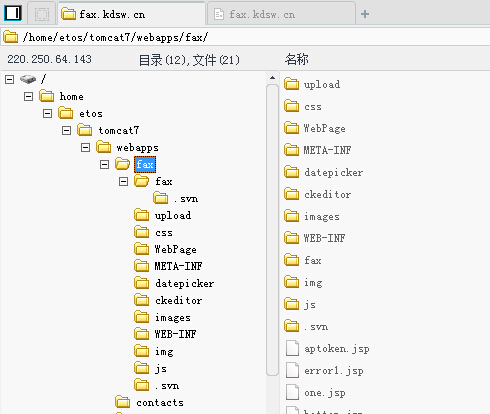 fax.kdsw.cn
fax.kdsw.cn
/home/etos/tomcat7/webapps/fax/
220.250.64.143
目录(12),文件(21)
名称
/
home
etos
tomcat7
webapps
fax
fax
.svn
upload
css
WebPage
META-INF
datepicker
ckeditor
images
WEB-INF
img
js
.svn
contacts
upload
css
WebPage
META-INF
datepicker
ckeditor
images
WEB-INF
fax
img
js
.svn
aptoken.jsp
error1.jsp
one.jsp